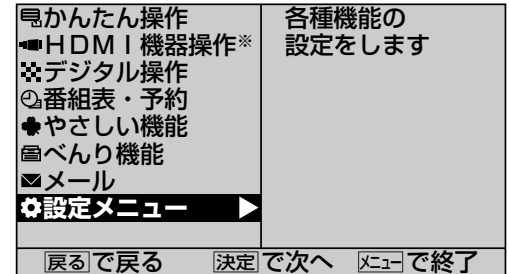 かんたん操作
HDMI機器操作※
デジタル操作
番組表・予約
やさしい機能
べんり機能
メール
設定メニュー ▶
各種機能の
設定をします
戻るで戻る 決定で次へ メニューで終了